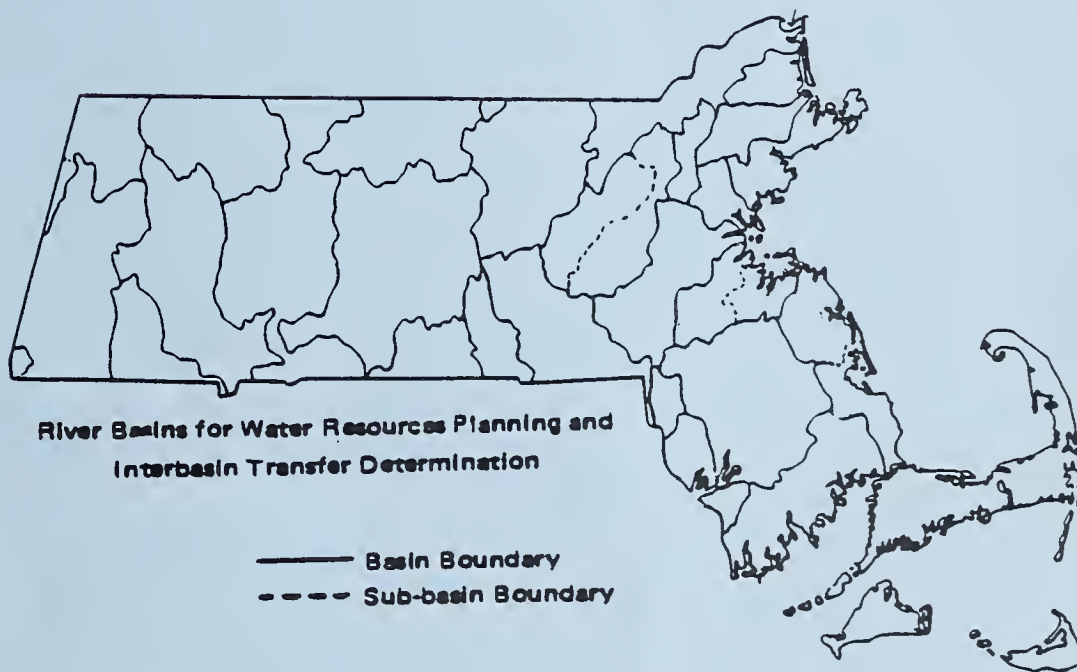 River Basins for Water Resources Planning and
Interbasin Transfer Determination
Basin Boundary
Sub-basin Boundary